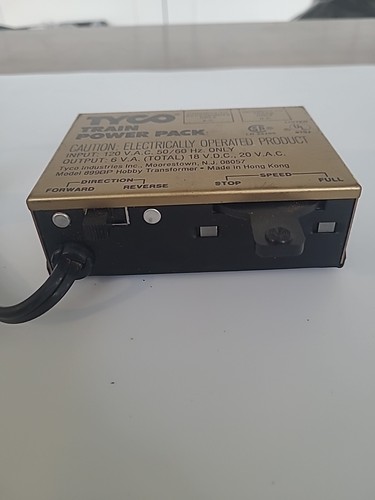 TYCO
TRAIN
POWER PACK
CAUTION: ELECTRICALLY OPERATED PRODUCT
INPUT: 120 V.A.C. 50/60 Hz. ONLY
OUTPUT: 6 V.A. (TOTAL) 18 V.D.C., 20 V.A.C.
Tyco Industries Inc., Moorestown, N.J. 08057
Model 899BP Hobby Transformer • Made in Hong Kong
DIRECTION
FORWARD REVERSE
SPEED
STOP FULL